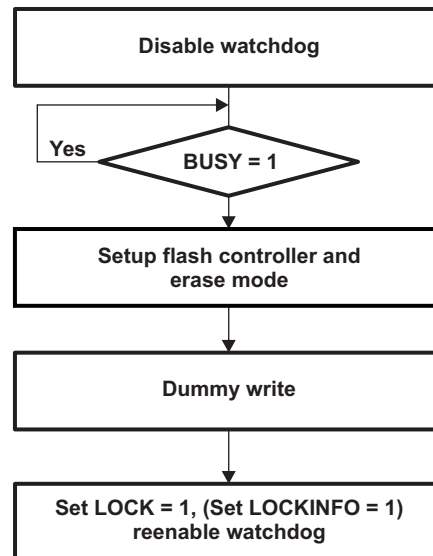 Disable watchdog
Yes
BUSY = 1
Setup flash controller and
erase mode
Dummy write
Set LOCK = 1, (Set LOCKINFO = 1)
reenable watchdog